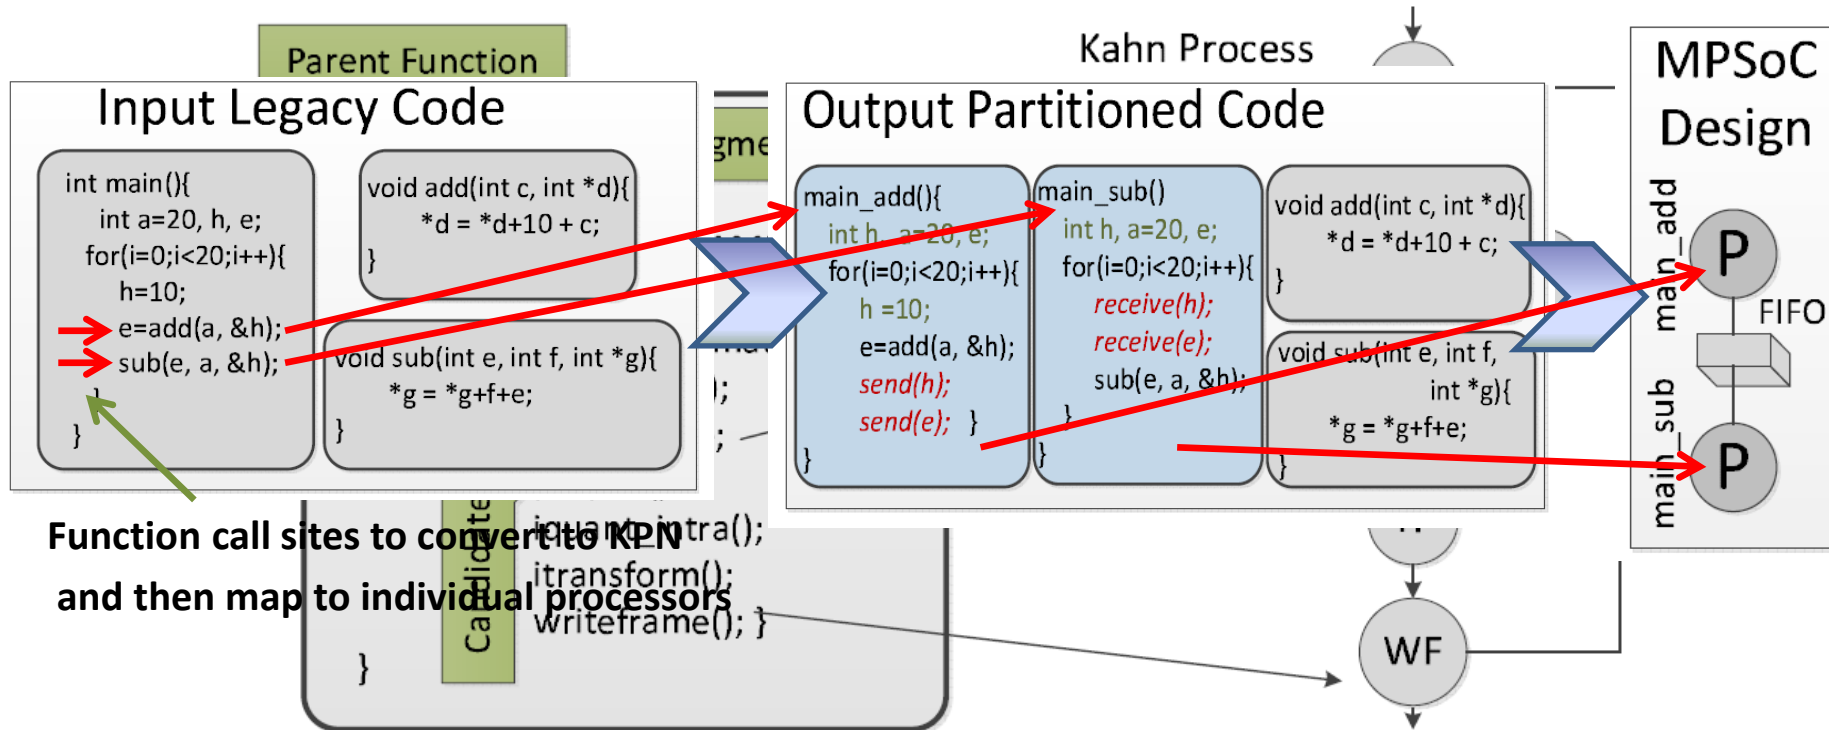 Parent Function
Kahn Process
Input Legacy Code
int main(){
int a=20, h, e;
for(i=0;i<20;i++){
h=10;
e=add(a, &h);
sub(e, a, &h);
}
}
void add(int c, int *d){
*d = *d+10 + c;
}
void sub(int e, int f, int *g){
*g = *g+f+e;
}
Output Partitioned Code
main_add(){
int h, a=20, e;
for(i=0;i<20;i++){
h =10;
e=add(a, &h);
send(h);
send(e); }
}
main_sub()
int h, a=20, e;
for(i=0;i<20;i++){
receive(h);
receive(e);
sub(e, a, &h);
}
}
void add(int c, int *d){
*d = *d+10 + c;
}
void sub(int e, int f,
int *g){
*g = *g+f+e;
}
MPSoC
Design
main_add
P
FIFO
main_sub
P
Function call sites to convert to KPN
and then map to individual processors
Candidate
iquant_intra();
itransform();
writeframe(); }
}
WF